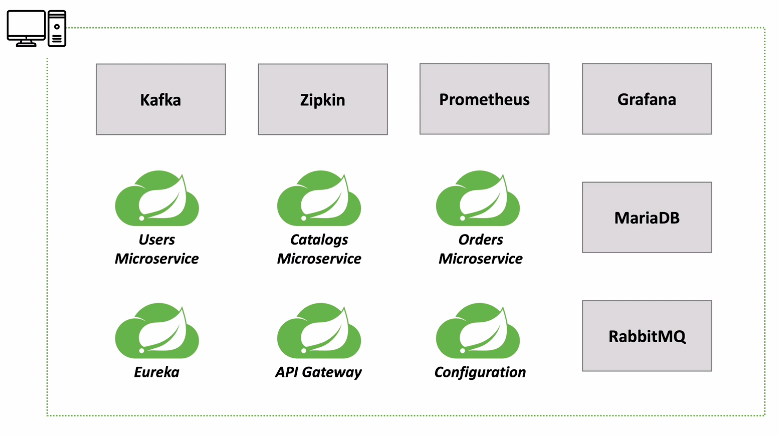 Kafka
Zipkin
Prometheus
Grafana
Users
Microservice
Catalogs
Microservice
Orders
Microservice
MariaDB
Eureka
API Gateway
Configuration
RabbitMQ